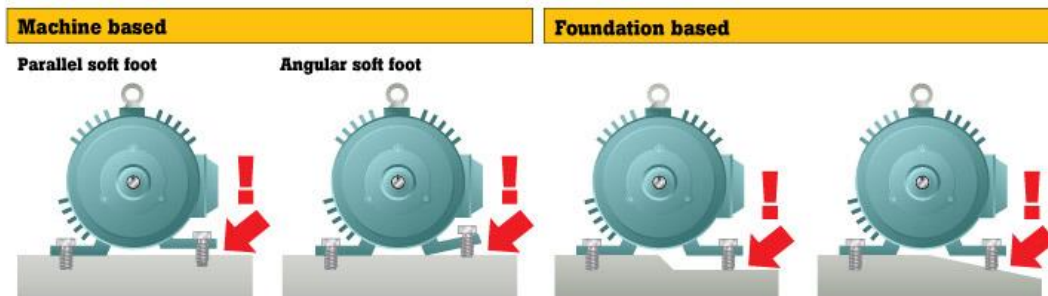 Machine based
Foundation based
Parallel soft foot
Angular soft foot
!
!
!
!